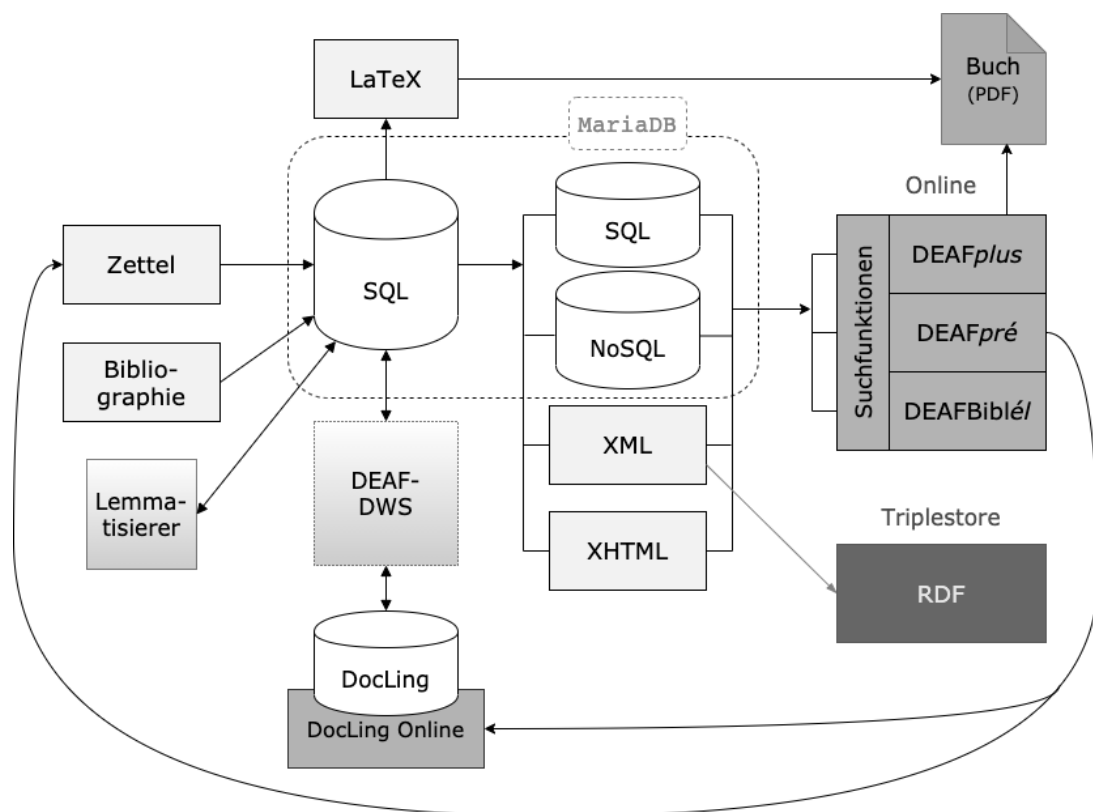 LaTeX
Buch
(PDF)
MariaDB
Online
Zettel
SQL
SQL
NoSQL
Suchfunktionen
DEAFplus
DEAFpré
DEAFBiblél
Biblio-
graphie
Lemma-
tisierer
DEAF-
DWS
XML
XHTML
Triplestore
RDF
DocLing
DocLing Online